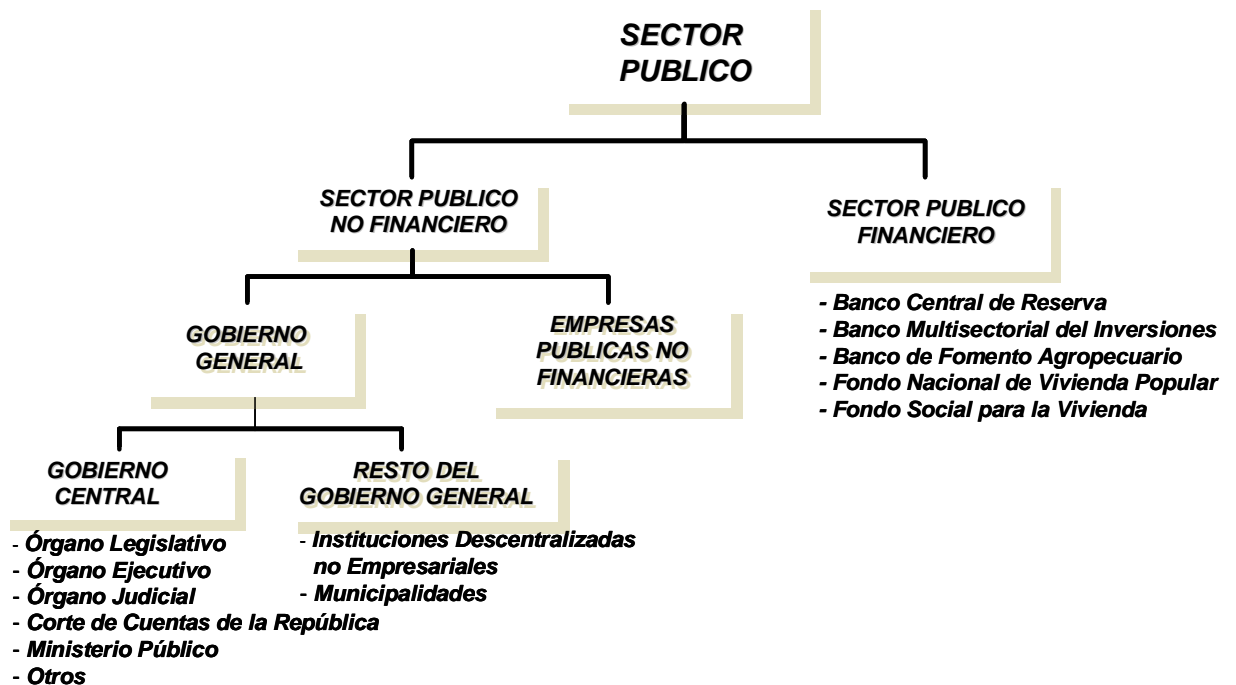 SECTOR
PUBLICO
SECTOR PUBLICO
NO FINANCIERO
SECTOR PUBLICO
FINANCIERO
- Banco Central de Reserva
- Banco Multisectorial del Inversiones
- Banco de Fomento Agropecuario
- Fondo Nacional de Vivienda Popular
- Fondo Social para la Vivienda
GOBIERNO
GENERAL
EMPRESAS
PUBLICAS NO
FINANCIERAS
GOBIERNO
CENTRAL
- Órgano Legislativo
- Órgano Ejecutivo
- Órgano Judicial
- Corte de Cuentas de la República
- Ministerio Público
- Otros
RESTO DEL
GOBIERNO GENERAL
- Instituciones Descentralizadas
no Empresariales
- Municipalidades